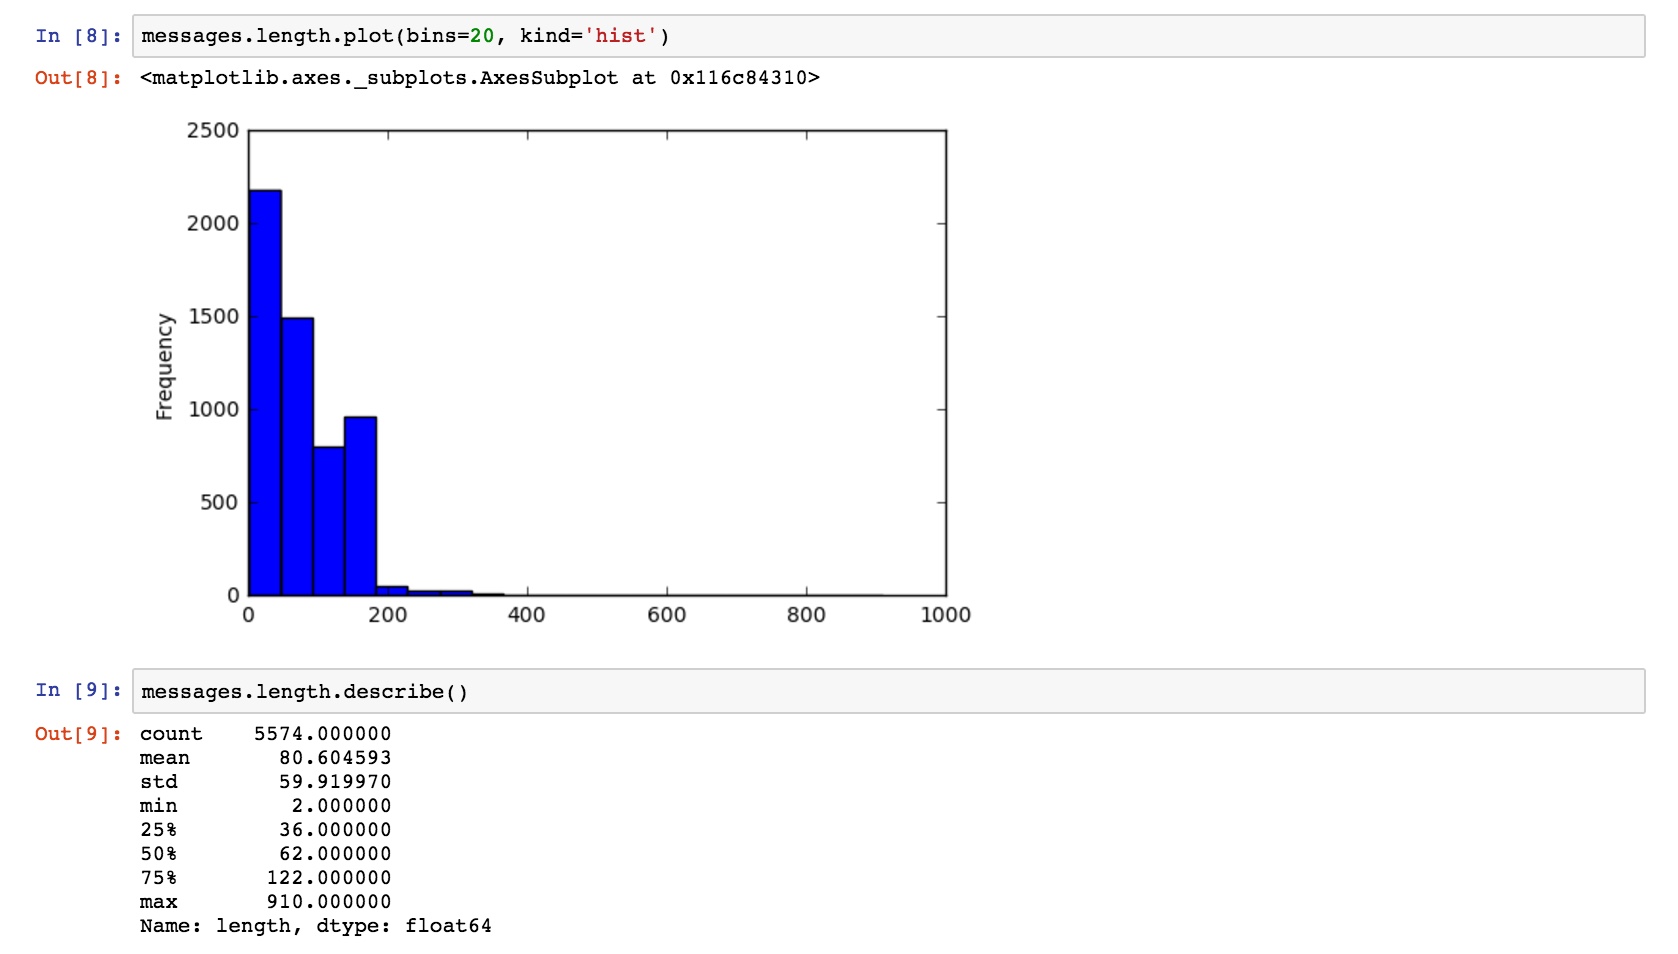 In [8]: messages.length.plot(bins=20, kind='hist')
Out[8]: <matplotlib.axes._subplots.AxesSubplot at 0x116c84310>
2500
2000
1500
1000
500
0
Frequency
0 200 400 600 800 1000
In [9]: messages.length.describe()
Out[9]: count 5574.000000
mean 80.604593
std 59.919970
min 2.000000
25% 36.000000
50% 62.000000
75% 122.000000
max 910.000000
Name: length, dtype: float64